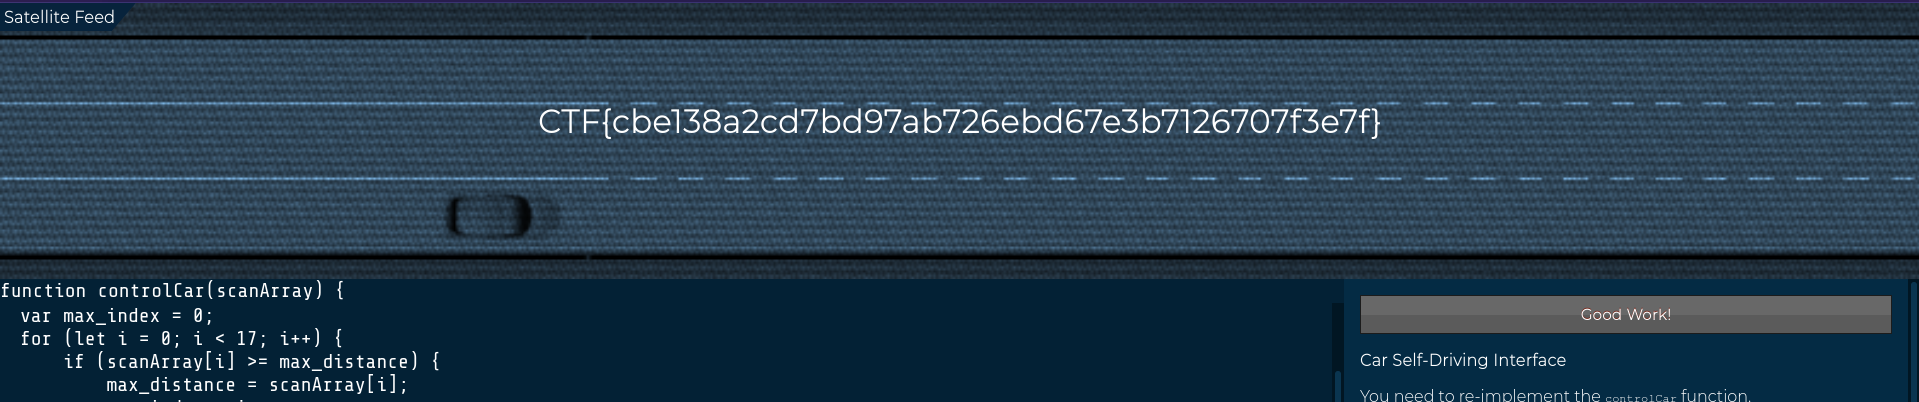 Satellite Feed
CTF{cbe138a2cd7bd97ab726ebd67e3b7126707f3e7f}
function controlCar(scanArray) {
var max_index = 0;
for (let i = 0; i < 17; i++) {
if (scanArray[i] >= max_distance) {
max_distance = scanArray[i];
Good Work!
Car Self-Driving Interface
You need to re-implement the controlCar function.